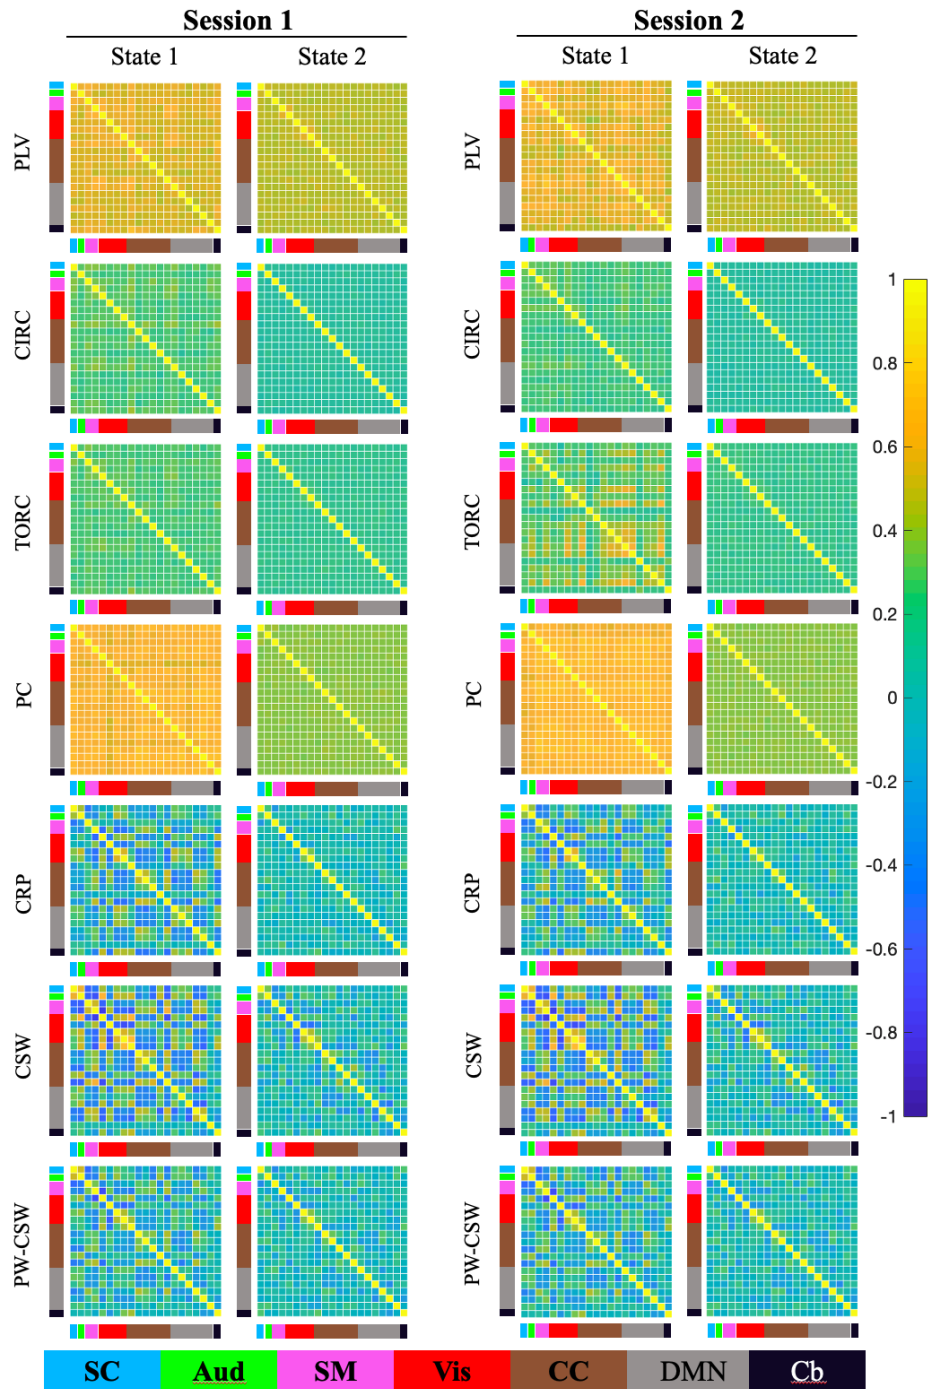 Session 1 Session 2
State 1 State 2 State 1 State 2
PLV PLV
CIRC CIRC
TORC TORC
PC PC
CRP CRP
CSW CSW
PW-CSW PW-CSW
1
0.8
0.6
0.4
0.2
0
-0.2
-0.4
-0.6
-0.8
-1
SC Aud SM Vis CC DMN Cb